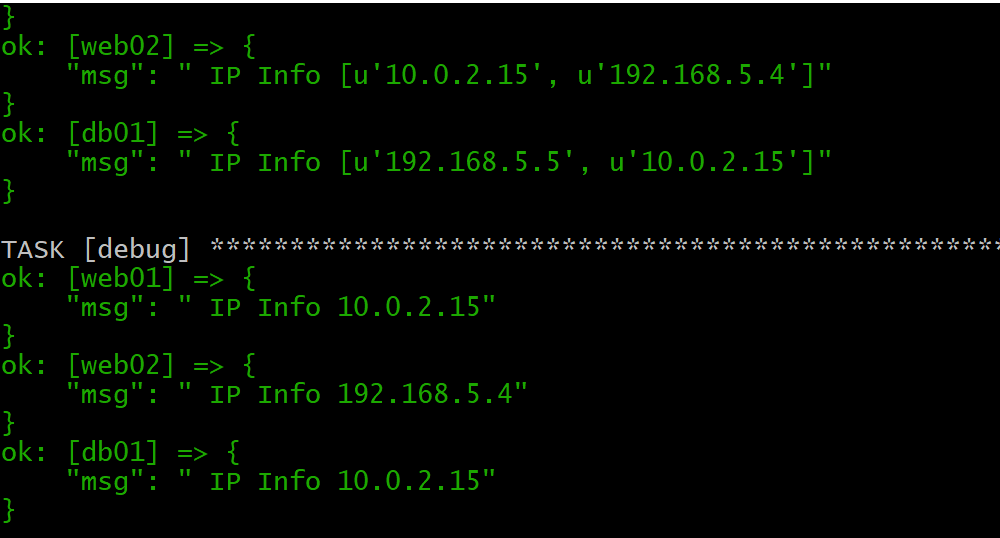 }
ok: [web02] => {
    "msg": " IP Info [u'10.0.2.15', u'192.168.5.4']"
}
ok: [db01] => {
    "msg": " IP Info [u'192.168.5.5', u'10.0.2.15']"
}

TASK [debug] **************************************************
ok: [web01] => {
    "msg": " IP Info 10.0.2.15"
}
ok: [web02] => {
    "msg": " IP Info 192.168.5.4"
}
ok: [db01] => {
    "msg": " IP Info 10.0.2.15"
}